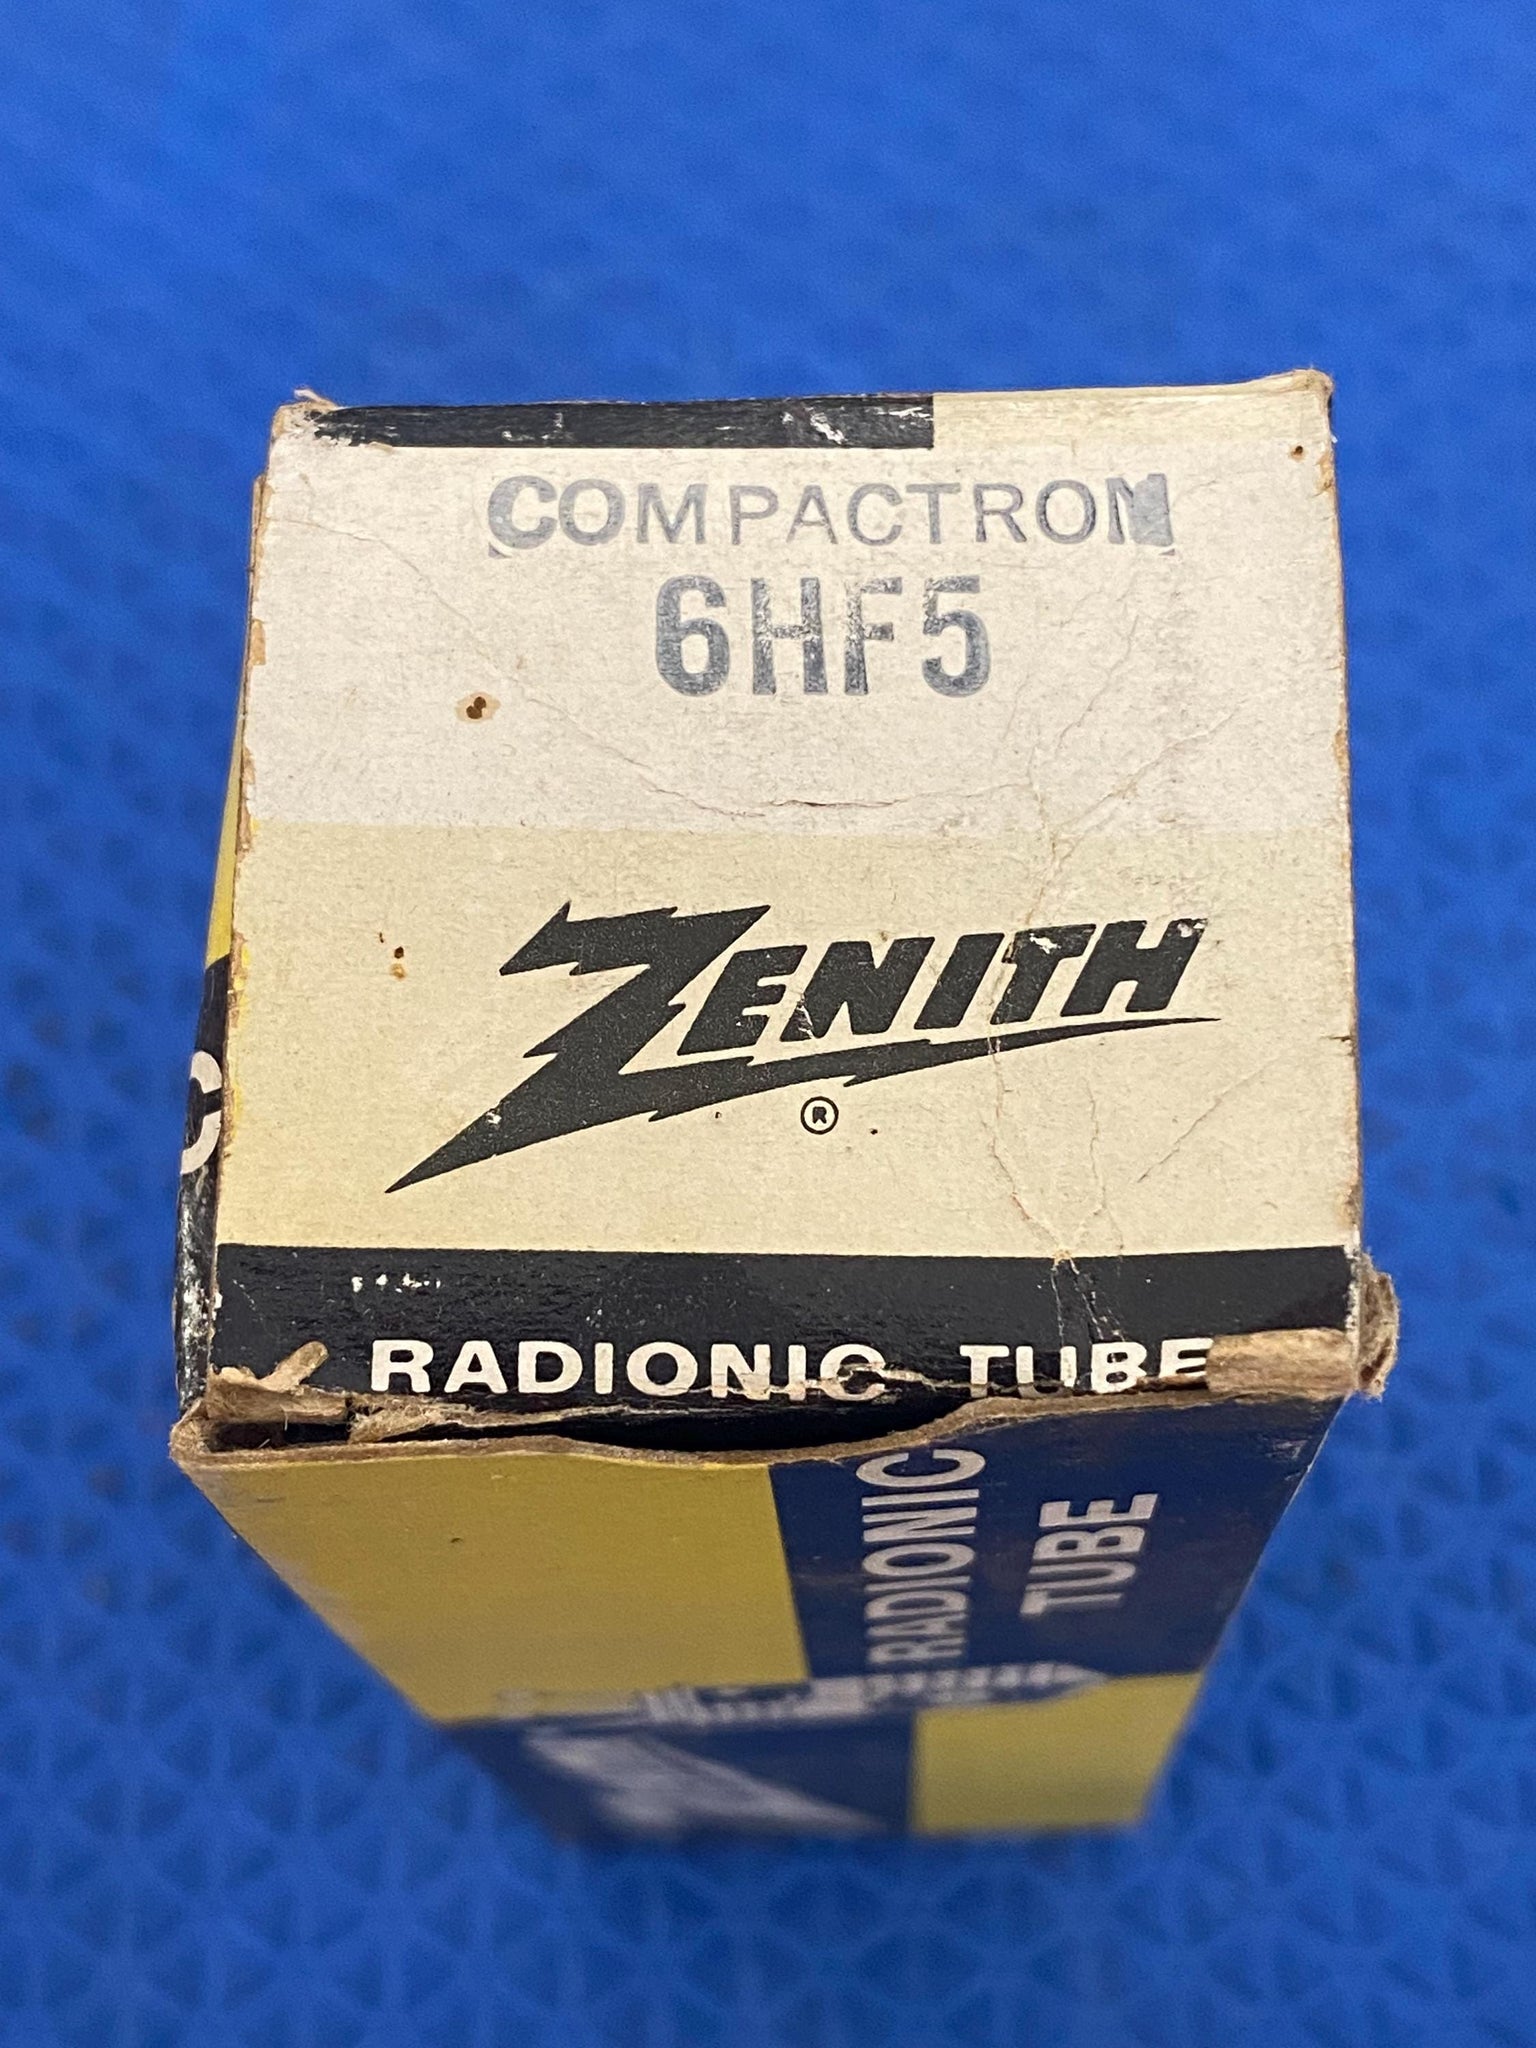 COMPACTRON
6HF5
ZENITH
®
RADIONIC TUBE
RADIONIC
TUBE
C